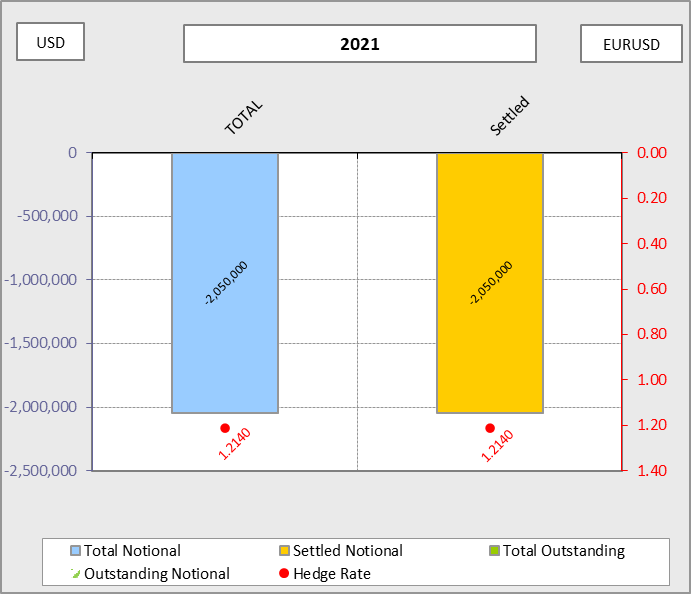 USD
2021
EURUSD
TOTAL
Settled
0
0.00
-500,000
0.20
-1,000,000
0.40
-1,500,000
0.60
-2,000,000
0.80
-2,500,000
1.00
1.20
1.40
-2,050,000
-2,050,000
1.2140
1.2140
Total Notional
Settled Notional
Total Outstanding
Outstanding Notional
Hedge Rate